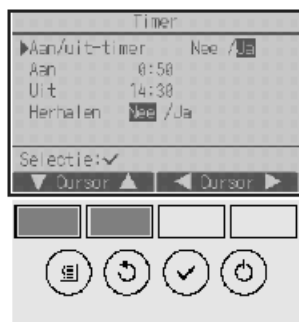 Timer
▶Aan/uit-timer Nee /Ja
Aan 0:50
Uit 14:30
Herhalen Nee /Ja
Selectie:✓
▼ Cursor ▲ ◀ Cursor ▶